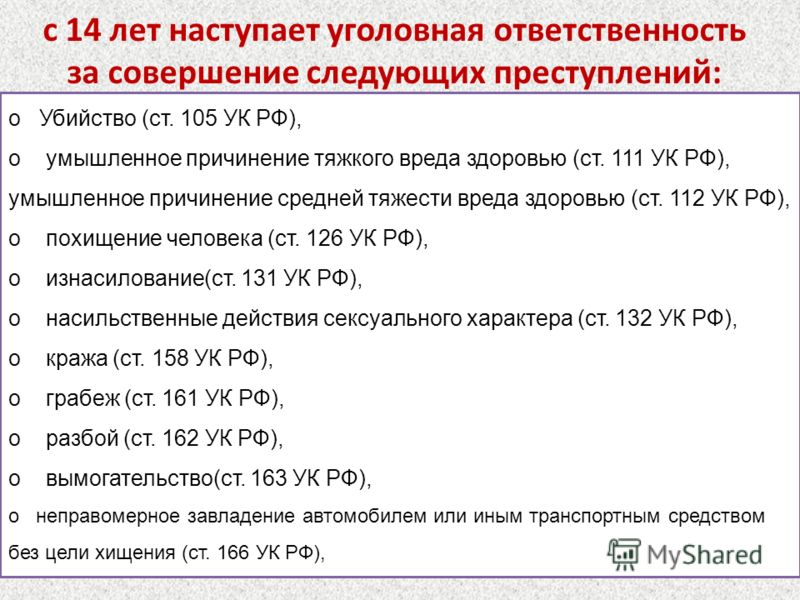 с 14 лет наступает уголовная ответственность
за совершение следующих преступлений:
o Убийство (ст. 105 УК РФ),
o умышленное причинение тяжкого вреда здоровью (ст. 111 УК РФ),
умышленное причинение средней тяжести вреда здоровью (ст. 112 УК РФ),
o похищение человека (ст. 126 УК РФ),
o изнасилование(ст. 131 УК РФ),
o насильственные действия сексуального характера (ст. 132 УК РФ),
o кража (ст. 158 УК РФ),
o грабеж (ст. 161 УК РФ),
o разбой (ст. 162 УК РФ),
o вымогательство(ст. 163 УК РФ),
o неправомерное завладение автомобилем или иным транспортным средством
без цели хищения (ст. 166 УК РФ),
MyShared